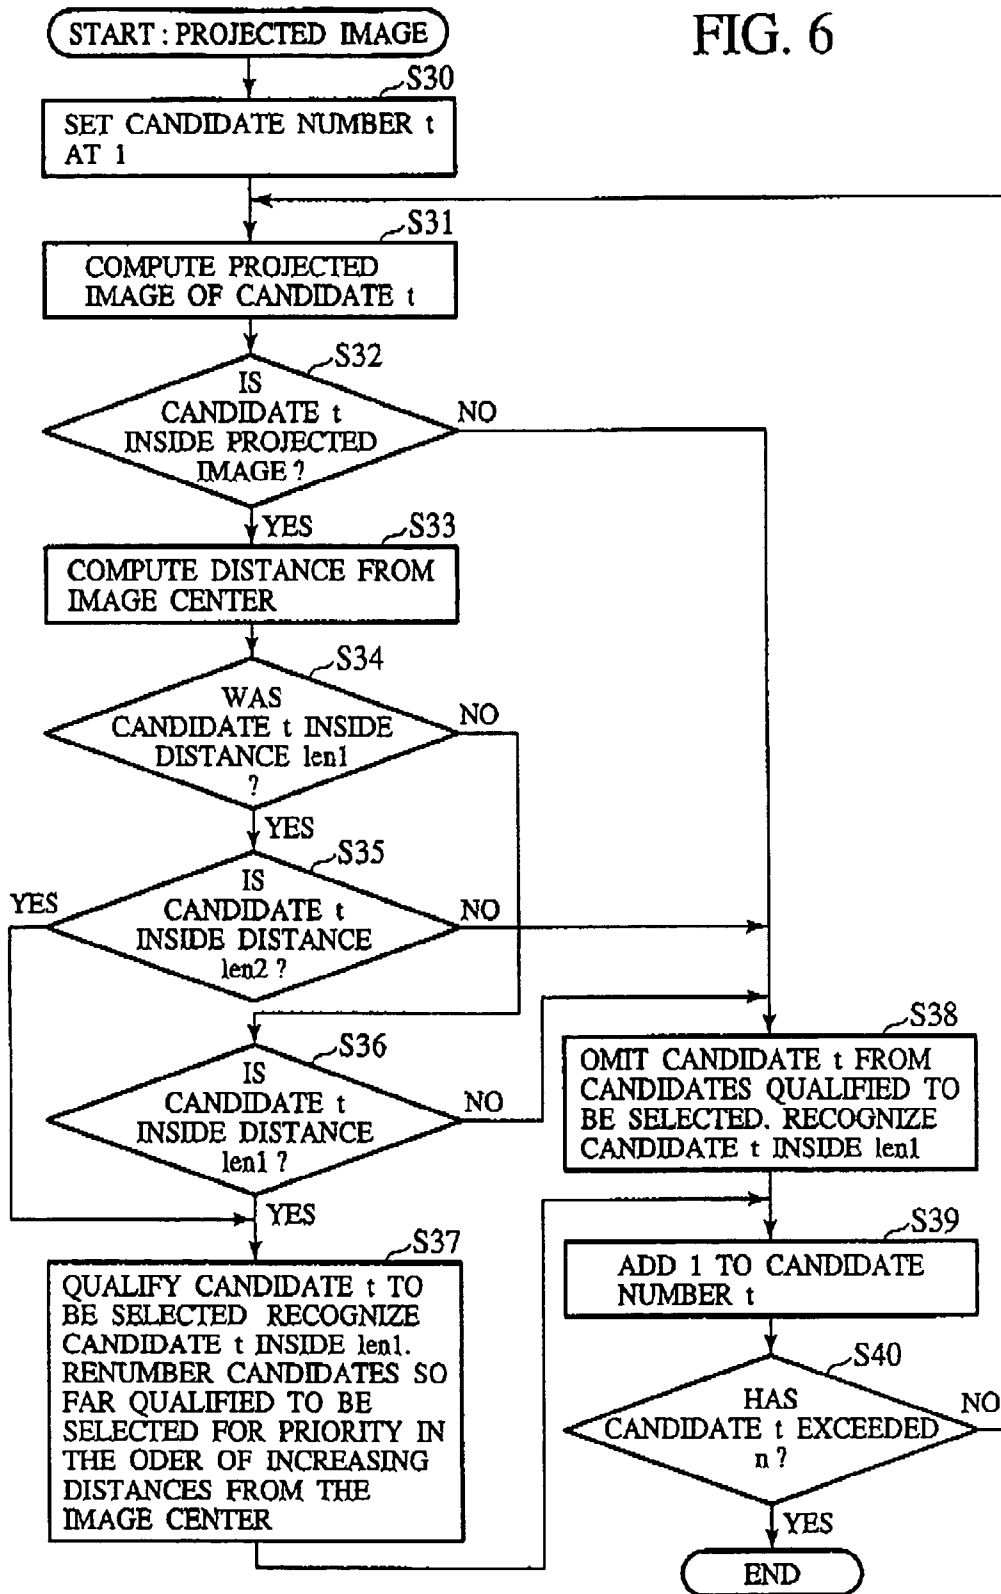 FIG. 6
START : PROJECTED IMAGE
S30
SET CANDIDATE NUMBER t
AT 1
S31
COMPUTE PROJECTED
IMAGE OF CANDIDATE t
S32
IS
CANDIDATE t
INSIDE PROJECTED
IMAGE ?
NO
YES
S33
COMPUTE DISTANCE FROM
IMAGE CENTER
S34
WAS
CANDIDATE t INSIDE
DISTANCE len1
?
NO
YES
S35
IS
CANDIDATE t
INSIDE DISTANCE
len2 ?
YES
NO
S36
IS
CANDIDATE t
INSIDE DISTANCE
len1 ?
NO
YES
S37
QUALIFY CANDIDATE t TO
BE SELECTED RECOGNIZE
CANDIDATE t INSIDE len1.
RENUMBER CANDIDATES SO
FAR QUALIFIED TO BE
SELECTED FOR PRIORITY IN
THE ODER OF INCREASING
DISTANCES FROM THE
IMAGE CENTER
S38
OMIT CANDIDATE t FROM
CANDIDATES QUALIFIED TO
BE SELECTED. RECOGNIZE
CANDIDATE t INSIDE len1
S39
ADD 1 TO CANDIDATE
NUMBER t
S40
HAS
CANDIDATE t EXCEEDED
n ?
NO
YES
END